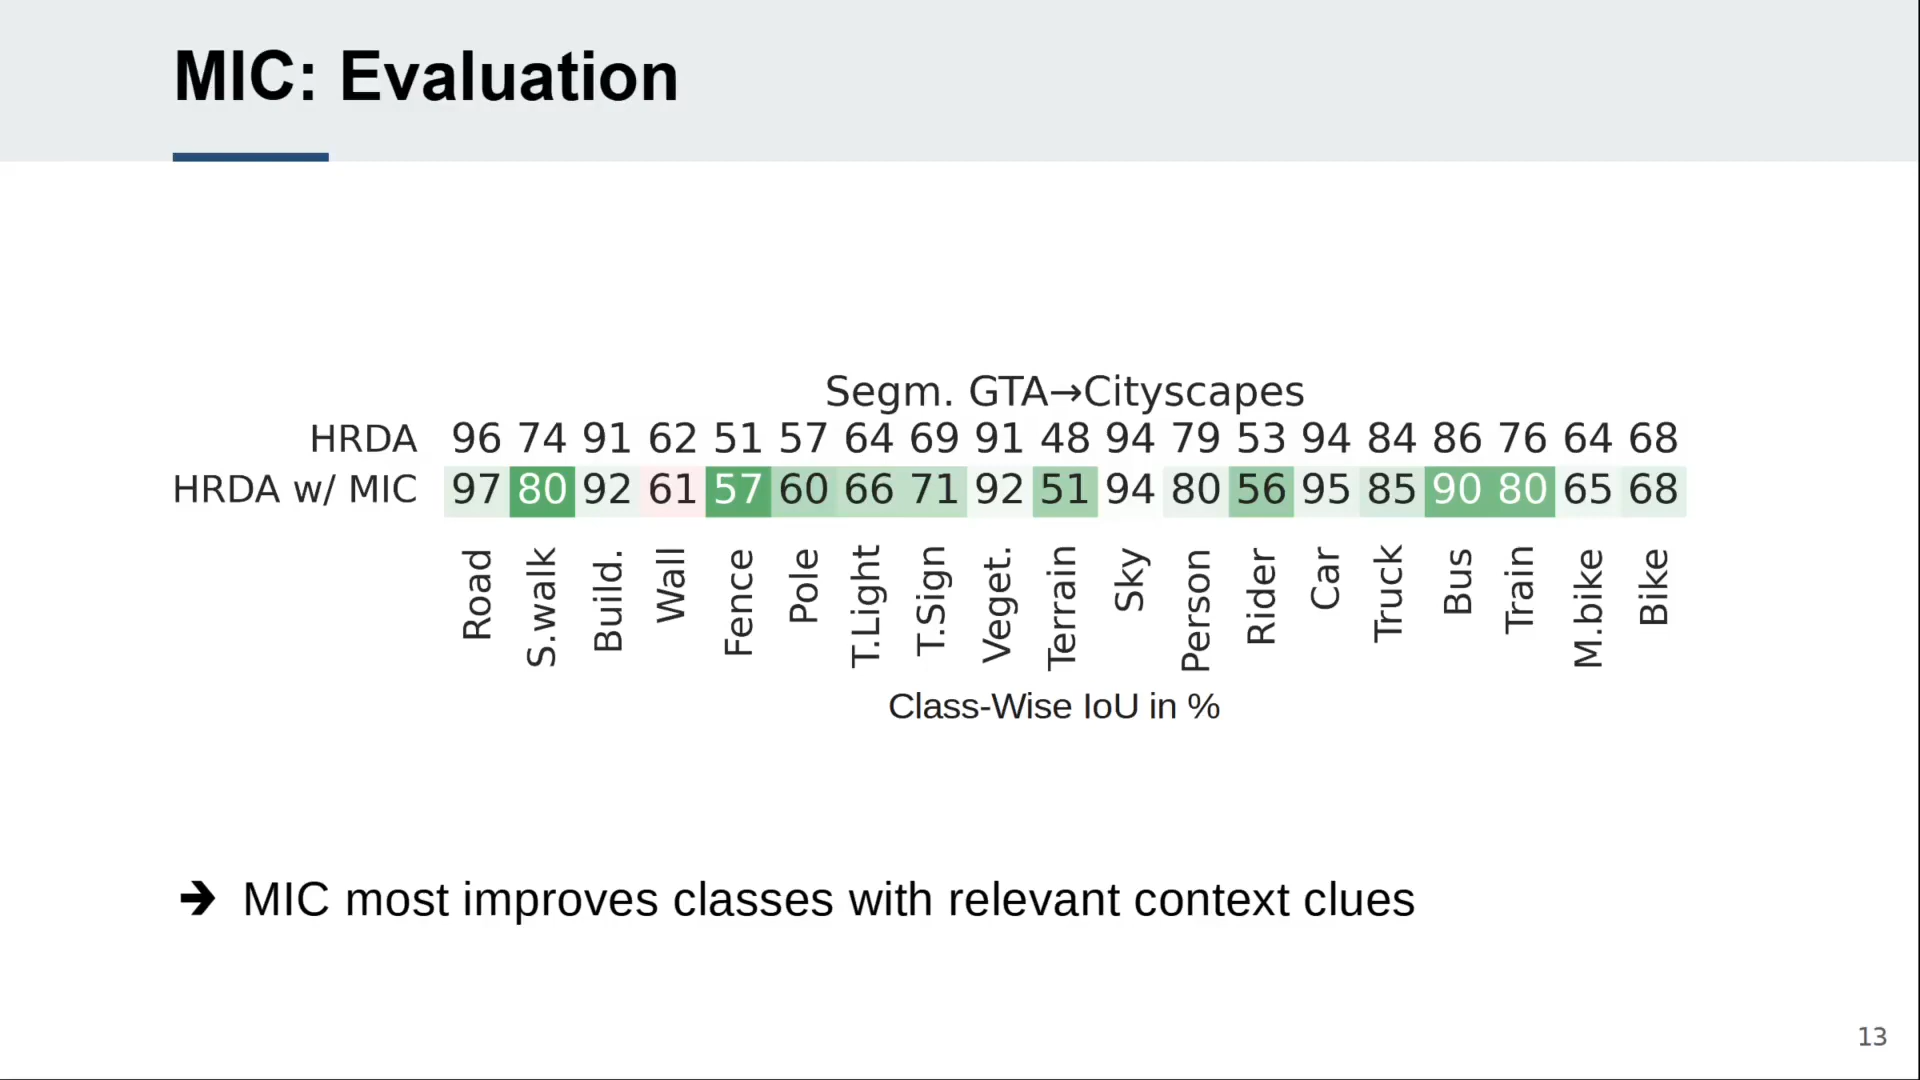 MIC: Evaluation
Segm. GTA→Cityscapes
HRDA 96 74 91 62 51 57 64 69 91 48 94 79 53 94 84 86 76 64 68
HRDA w/ MIC 97 80 92 61 57 60 66 71 92 51 94 80 56 95 85 90 80 65 68
Road S.walk Build. Wall Fence Pole T.Light T.Sign Veget. Terrain Sky Person Rider Car Truck Bus Train M.bike Bike
Class-Wise IoU in %
➔ MIC most improves classes with relevant context clues
13